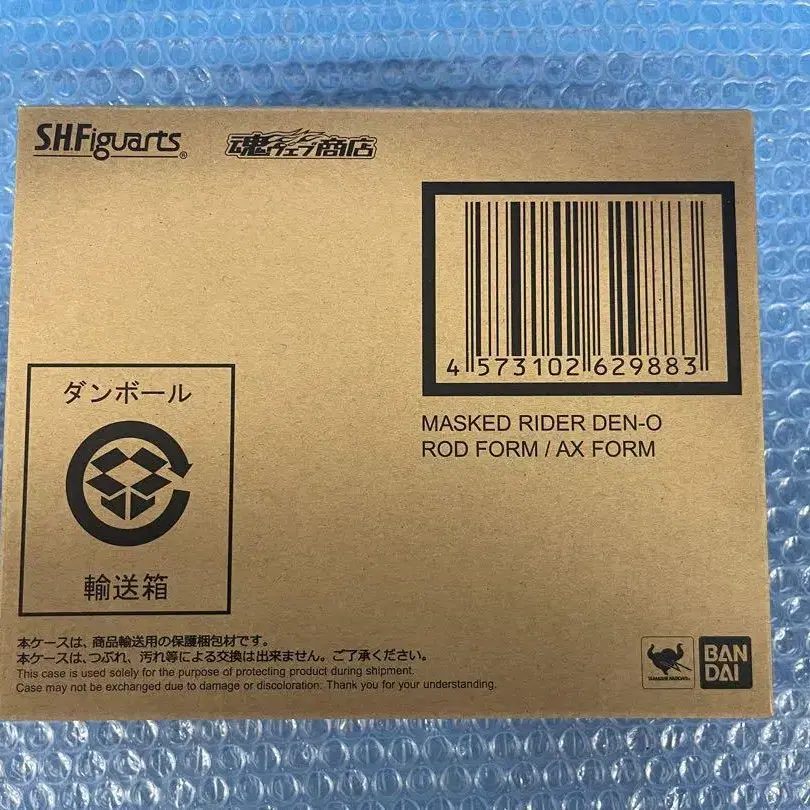 S.H.Figuarts®
魂ウェブ商店
4 573102 629883
MASKED RIDER DEN-O
ROD FORM / AX FORM
ダンボール
輸送箱
本ケースは、商品輸送用の保護梱包材です。
本ケースは、つぶれ、汚れ等による交換は出来ません。ご了承ください。
This case is used solely for the purpose of protecting product during shipment.
Case may not be exchanged due to damage or discoloration: Thank you for your understanding.
TAMASHII NATIONS
BAN
DAI